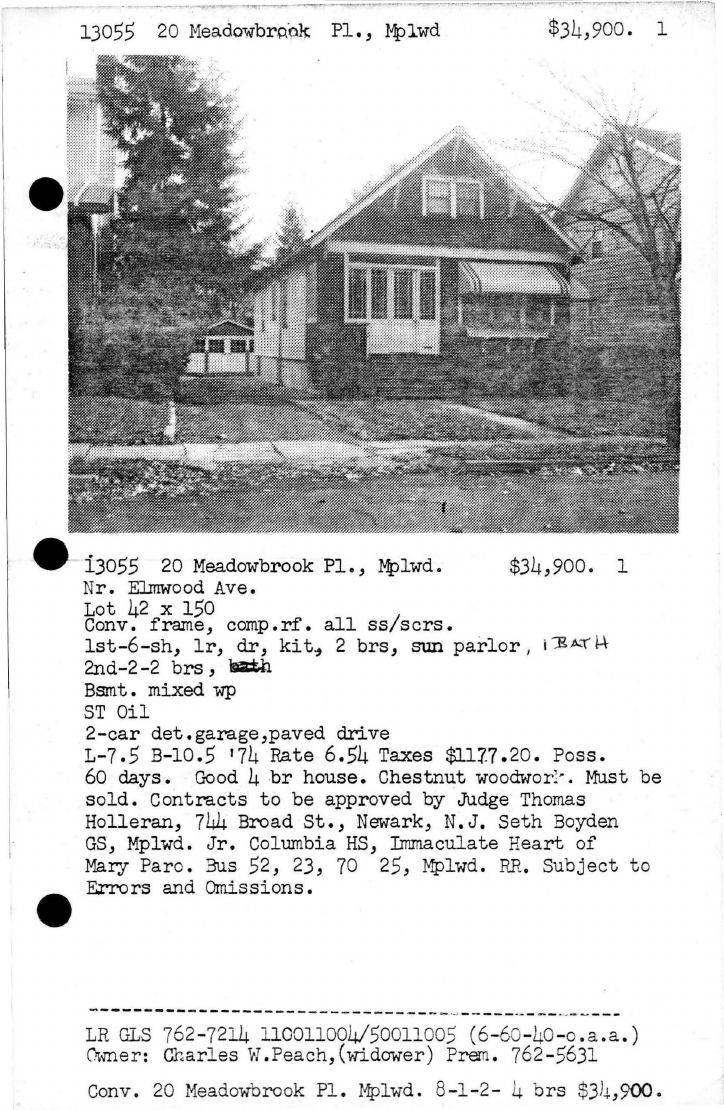 13055 20 Meadowbrook Pl., Mplwd $34,900. 1
i3055 20 Meadowbrook Pl., Mplwd. $34,900. 1
Nr. Elmwood Ave.
Lot 42 x 150
Conv. frame, comp.rf. all ss/scrs.
1st-6-sh, lr, dr, kit., 2 brs, sun parlor, 1 BATH
2nd-2-2 brs, bath
Bsmt. mixed wp
ST Oil
2-car det.garage,paved drive
L-7.5 B-10.5 '74 Rate 6.54 Taxes $1177.20. Poss.
60 days. Good 4 br house. Chestnut woodwork. Must be
sold. Contracts to be approved by Judge Thomas
Holleran, 744 Broad St., Newark, N.J. Seth Boyden
GS, Mplwd. Jr. Columbia HS, Immaculate Heart of
Mary Paro. Bus 52, 23, 70 25, Mplwd. RR. Subject to
Errors and Omissions.
LR GLS 762-7214 110011004/50011005 (6-60-40-o.a.a.)
Owner: Charles W.Peach,(widower) Prem. 762-5631
Conv. 20 Meadowbrook Pl. Mplwd. 8-1-2- 4 brs $34,900.